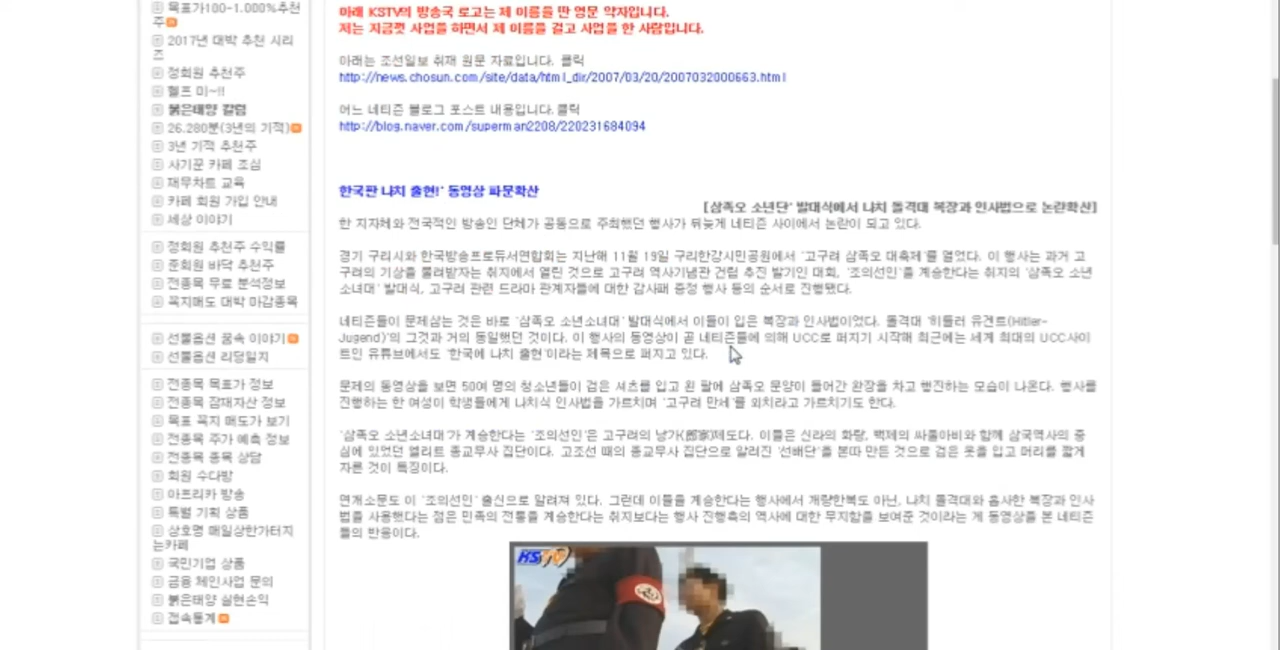 목표가100-1.000%추천
주
2017년 대박 추천 시리
즈
정회원 추천주
헬프 미~!!
붉은태양 칼럼
26.280분(3년의 기적)
3년 기적 추천주
사기꾼 카페 조심
재무차트 교육
카페 회원 가입 안내
세상 이야기
정회원 추천주 수익률
준회원 바닥 추천주
전종목 무료 분석정보
꼭지매도 대박 마감종목
선물옵션 꿈속 이야기
선물옵션 리딩일지
전종목 목표가 정보
전종목 잠재자산 정보
목표 꼭지 매도가 보기
전종목 주가 예측 정보
전종목 종목 상담
회원 수다방
아프리카 방송
특별 기획 상품
상호명 매일상한가터지
는카페
국민기업 상품
금융 체인사업 문의
붉은태양 실현손익
접속통계
아래 KSTV의 방송국 로고는 제 이름을 딴 영문 약자입니다.
저는 지금껏 사업을 하면서 제 이름을 걸고 사업을 한 사람입니다.
아래는 조선일보 취재 원문 자료입니다. 클릭
http://news.chosun.com/site/data/html_dir/2007/03/20/2007032000663.html
어느 네티즌 블로그 포스트 내용입니다.클릭
http://blog.naver.com/superman2208/220231684094
한국판 나치 출현!' 동영상 파문확산
[삼족오 소년단' 발대식에서 나치 돌격대 복장과 인사법으로 논란확산]
한 지자체와 전국적인 방송인 단체가 공동으로 주최했던 행사가 뒤늦게 네티즌 사이에서 논란이 되고 있다.
경기 구리시와 한국방송프로듀서연합회는 지난해 11월 19일 구리한강시민공원에서 '고구려 삼족오 대축제'를 열었다. 이 행사는 과거 고
구려의 기상을 물려받자는 취지에서 열린 것으로 고구려 역사기념관 건립 추진 발기인 대회, '조의선인'을 계승한다는 취지의 '삼족오 소년
소녀대' 발대식, 고구려 관련 드라마 관계자들에 대한 감사패 증정 행사 등의 순서로 진행됐다.
네티즌들이 문제삼는 것은 바로 '삼족오 소년소녀대' 발대식에서 이들이 입은 복장과 인사법이었다. 돌격대 '히틀러 유겐트(Hitler-
Jugend)'의 그것과 거의 동일했던 것이다. 이 행사의 동영상이 곧 네티즌들에 의해 UCC로 퍼지기 시작해 최근에는 세계 최대의 UCC사이
트인 유튜브에서도 '한국에 나치 출현'이라는 제목으로 퍼지고 있다.
문제의 동영상을 보면 50여 명의 청소년들이 검은 셔츠를 입고 왼 팔에 삼족오 문양이 들어간 완장을 차고 행진하는 모습이 나온다. 행사를
진행하는 한 여성이 학생들에게 나치식 인사법을 가르치며 '고구려 만세'를 외치라고 가르치기도 한다.
'삼족오 소년소녀대'가 계승한다는 '조의선인'은 고구려의 낭가(郎家)제도다. 이들은 신라의 화랑, 백제의 싸울아비와 함께 삼국역사의 중
심에 있었던 엘리트 종교무사 집단이다. 고조선 때의 종교무사 집단으로 알려진 '선배단'을 본따 만든 것으로 검은 옷을 입고 머리를 짧게
자른 것이 특징이다.
연개소문도 이 '조의선인' 출신으로 알려져 있다. 그런데 이들을 계승한다는 행사에서 개량한복도 아닌, 나치 돌격대와 흡사한 복장과 인사
법을 사용했다는 점은 민족의 전통을 계승한다는 취지보다는 행사 진행측의 역사에 대한 무지함을 보여준 것이라는 게 동영상을 본 네티즌
들의 반응이다.
KSTV